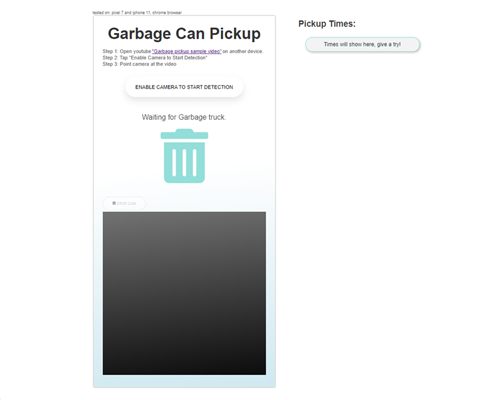 tested on: pixel 7 and iphone 11, chrome browser
Garbage Can Pickup
Step 1: Open youtube "Garbage pickup sample video" on another device.
Step 2: Tap "Enable Camera to Start Detection"
Step 3: Point camera at the video
ENABLE CAMERA TO START DETECTION
Waiting for Garbage truck.
Pickup Times:
Times will show here, give a try!